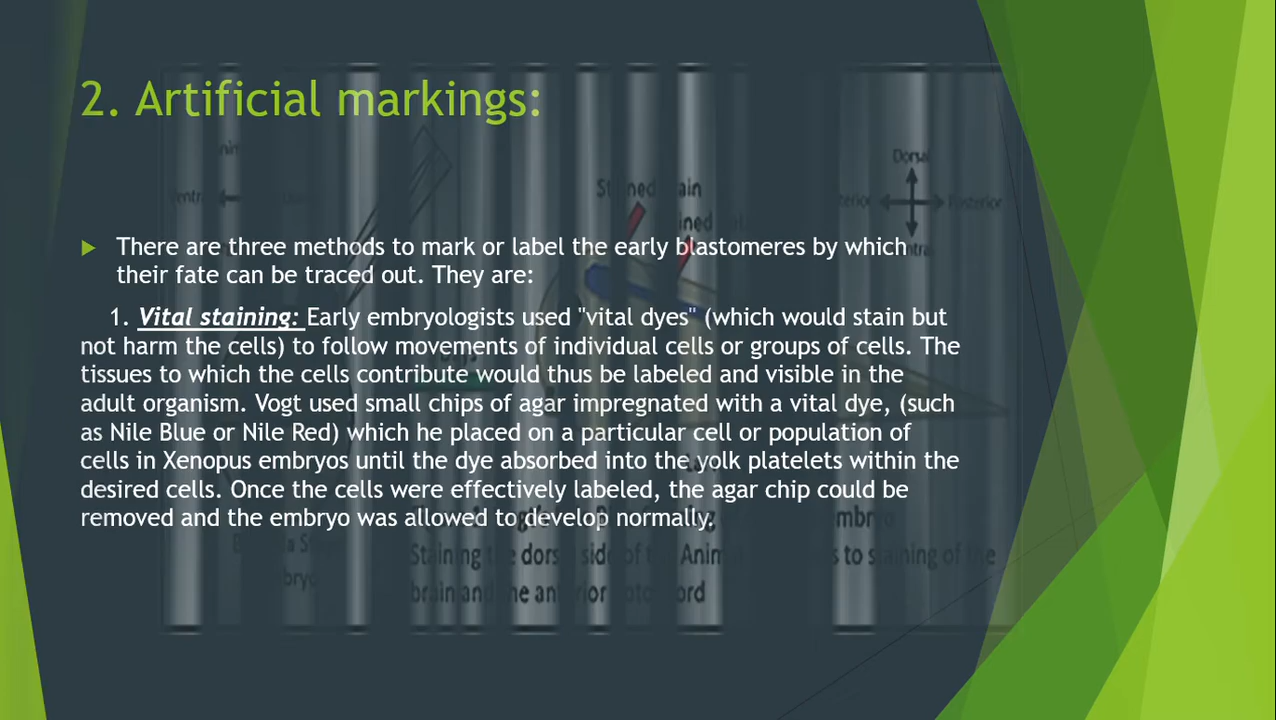 2. Artificial markings:
There are three methods to mark or label the early blastomeres by which
their fate can be traced out. They are:
1. Vital staining: Early embryologists used "vital dyes" (which would stain but
not harm the cells) to follow movements of individual cells or groups of cells. The
tissues to which the cells contribute would thus be labeled and visible in the
adult organism. Vogt used small chips of agar impregnated with a vital dye, (such
as Nile Blue or Nile Red) which he placed on a particular cell or population of
cells in Xenopus embryos until the dye absorbed into the yolk platelets within the
desired cells. Once the cells were effectively labeled, the agar chip could be
removed and the embryo was allowed to develop normally.
Dorsal
Posterior